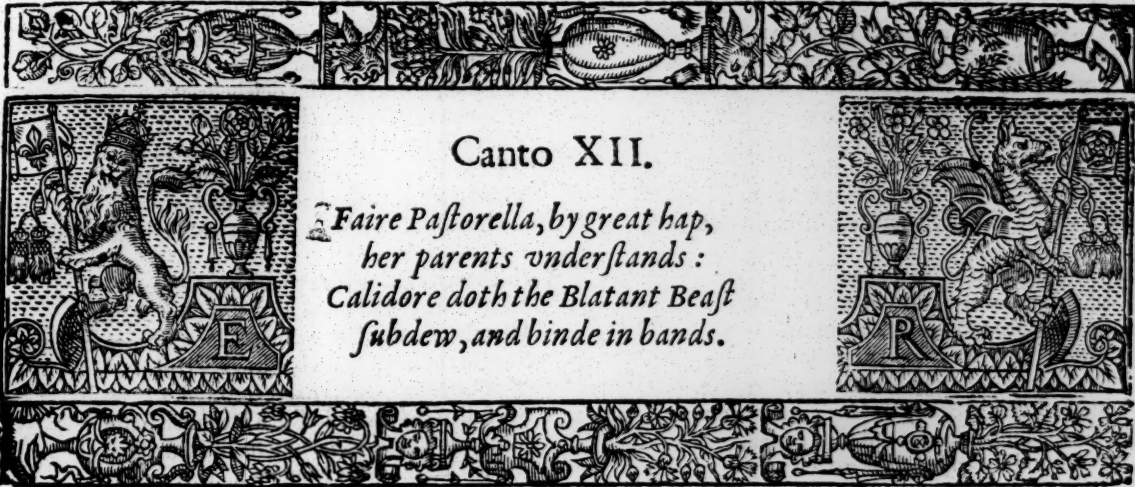 Canto XII.
Faire Paſtorella, by great hap,
her parents vnderſtands :
Calidore doth the Blatant Beaſt
ſubdew, and binde in bands.
E
R